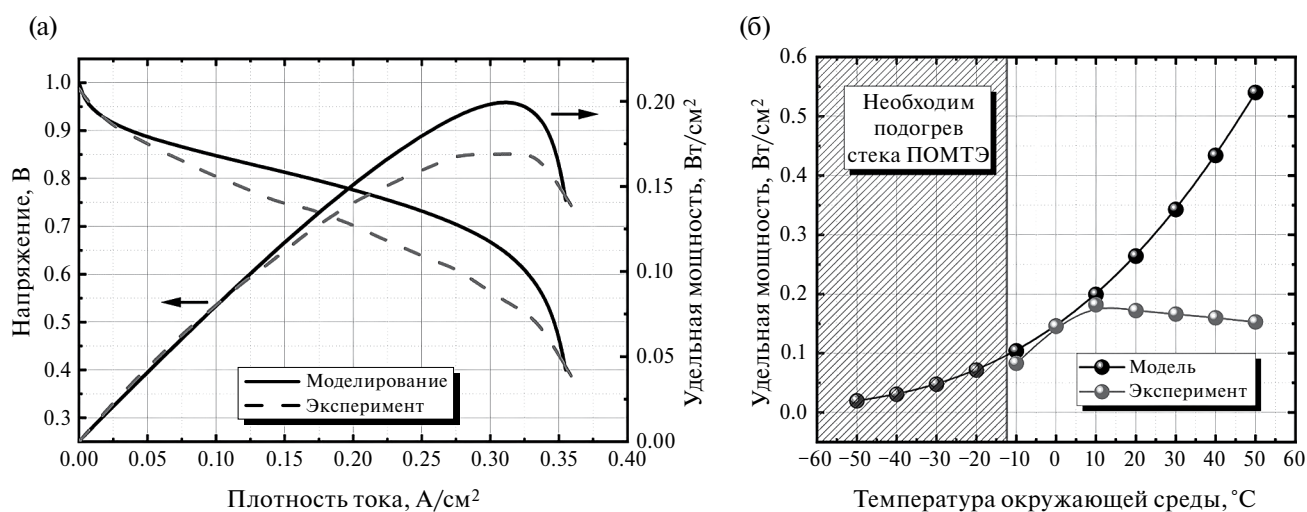 (а)
Напряжение, В
1.0
0.9
0.8
0.7
0.6
0.5
0.4
0.3
0.00 0.05 0.10 0.15 0.20 0.25 0.30 0.35 0.40
Плотность тока, А/см²
0.20
0.15
0.10
0.05
0.00
Удельная мощность, Вт/см²
Моделирование
Эксперимент
(б)
Удельная мощность, Вт/см²
0.6
0.5
0.4
0.3
0.2
0.1
0.0
Необходим
подогрев
стека ПОМТЭ
Модель
Эксперимент
−60 −50 −40 −30 −20 −10 0 10 20 30 40 50 60
Температура окружающей среды, °C